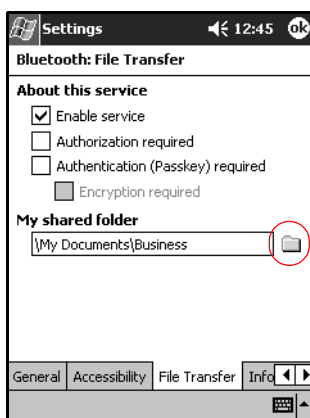 Settings 12:45 ok
Bluetooth: File Transfer
About this service
Enable service
Authorization required
Authentication (Passkey) required
Encryption required
My shared folder
\My Documents\Business
General Accessibility File Transfer Info